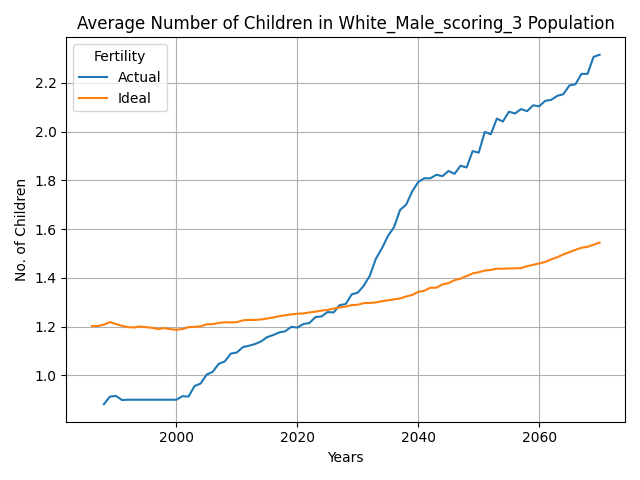 Average Number of Children in White_Male_scoring_3 Population
Fertility
Actual
Ideal
No. of Children
2.2
2.0
1.8
1.6
1.4
1.2
1.0
2000 2020 2040 2060
Years